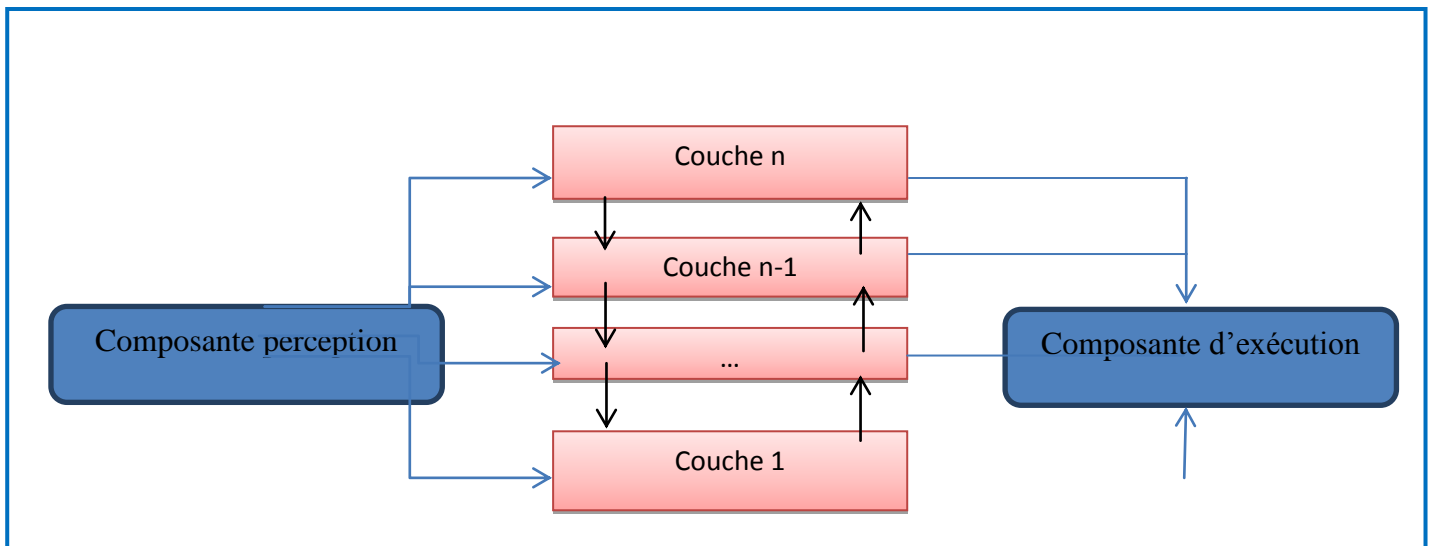 Couche n
Couche n-1
Composante perception
...
Composante d’exécution
Couche 1